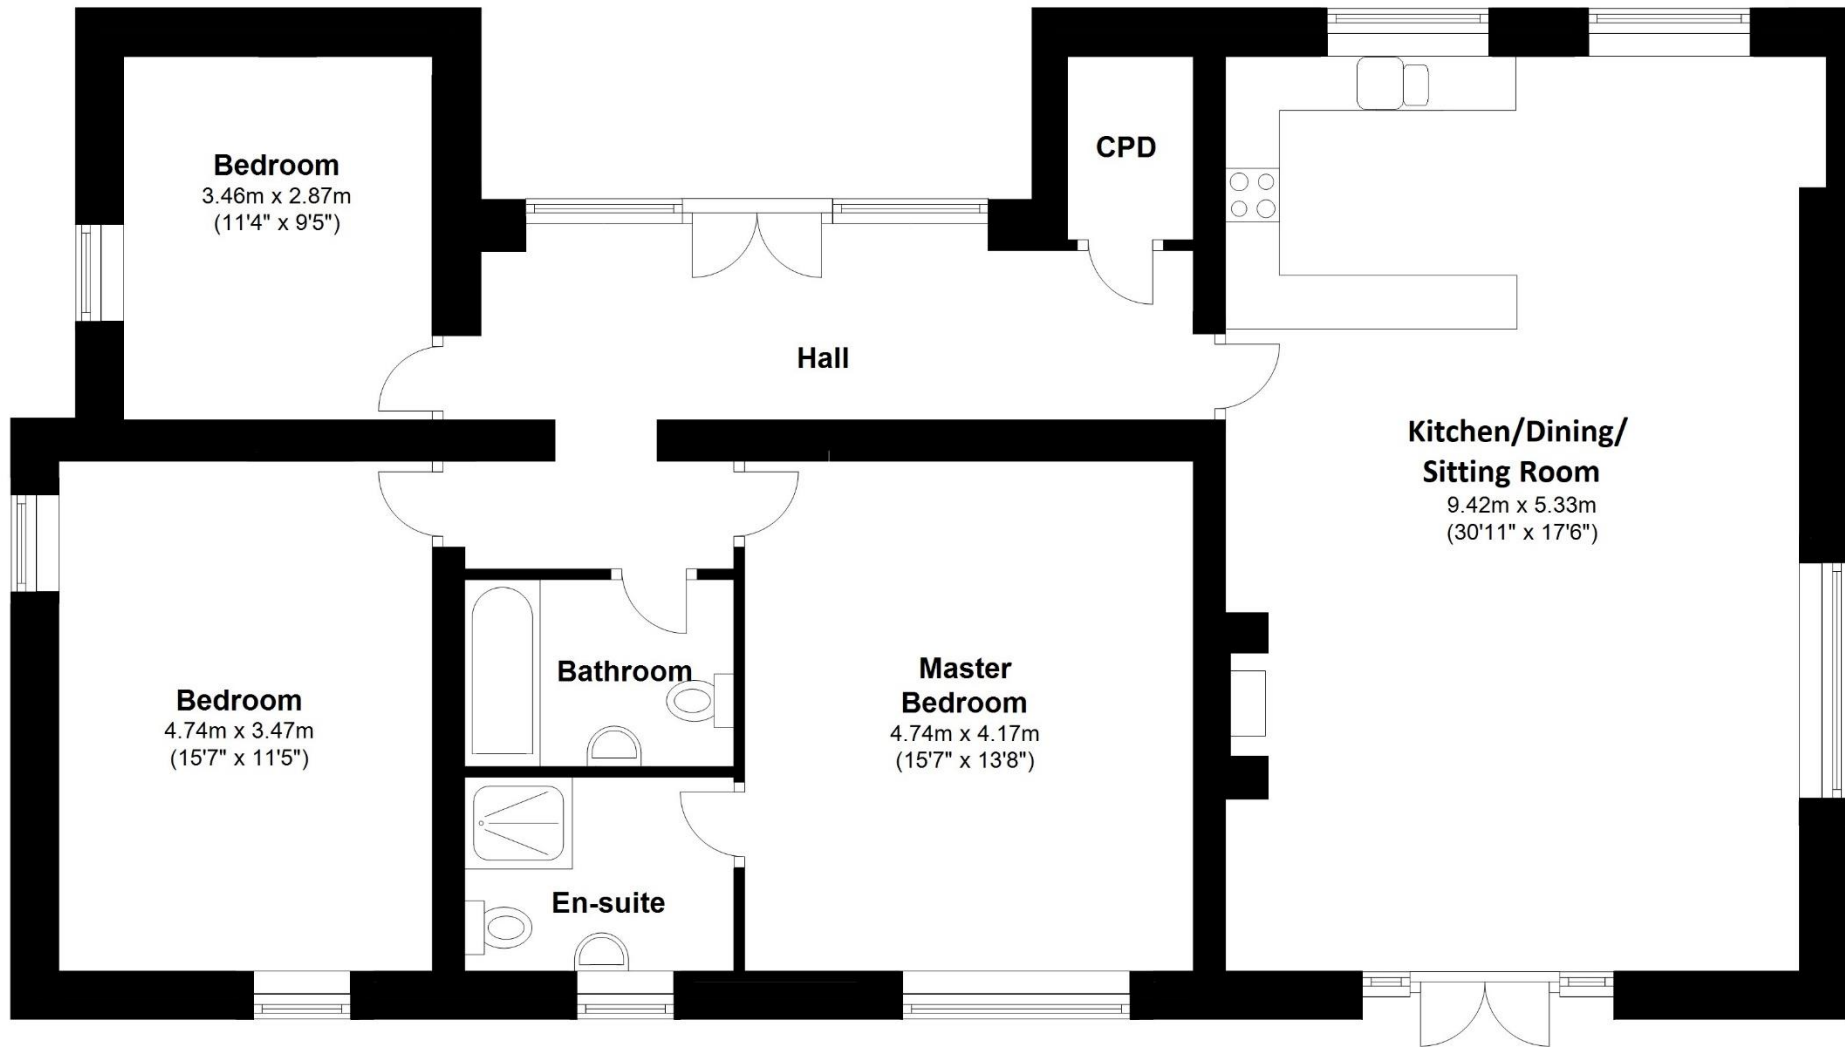 Bedroom
3.46m x 2.87m
(11'4" x 9'5")
CPD
Hall
Kitchen/Dining/
Sitting Room
9.42m x 5.33m
(30'11" x 17'6")
Bedroom
4.74m x 3.47m
(15'7" x 11'5")
Bathroom
Master
Bedroom
4.74m x 4.17m
(15'7" x 13'8")
En-suite